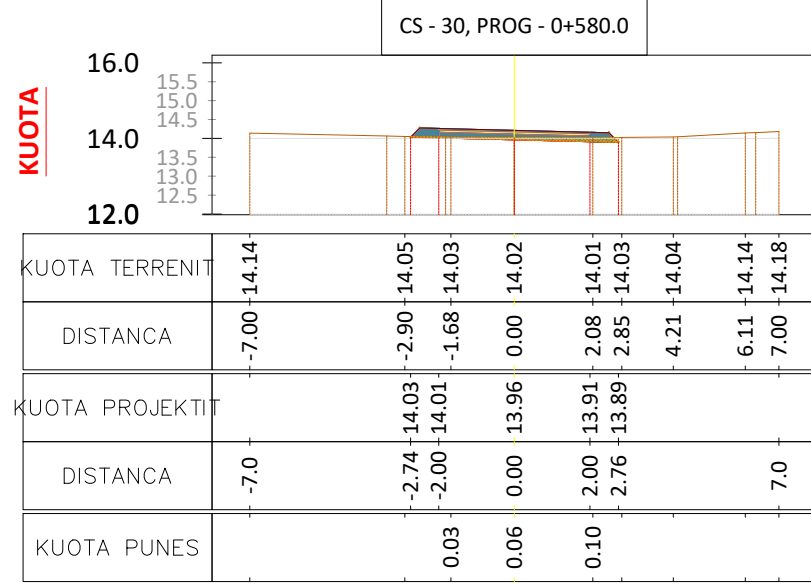 CS - 30, PROG - 0+580.0
KUOTA
16.0
15.5
15.0
14.5
14.0
13.5
13.0
12.5
12.0
KUOTA TERRENIT 14.14 14.05 14.03 14.02 14.01 14.03 14.04 14.14 14.18
DISTANCA -7.00 -2.90 -1.68 0.00 2.08 2.85 4.21 6.11 7.00
KUOTA PROJEKTIT 14.03 14.01 13.96 13.91 13.89
DISTANCA -7.0 -2.74 -2.00 0.00 2.00 2.76 7.0
KUOTA PUNES 0.03 0.06 0.10